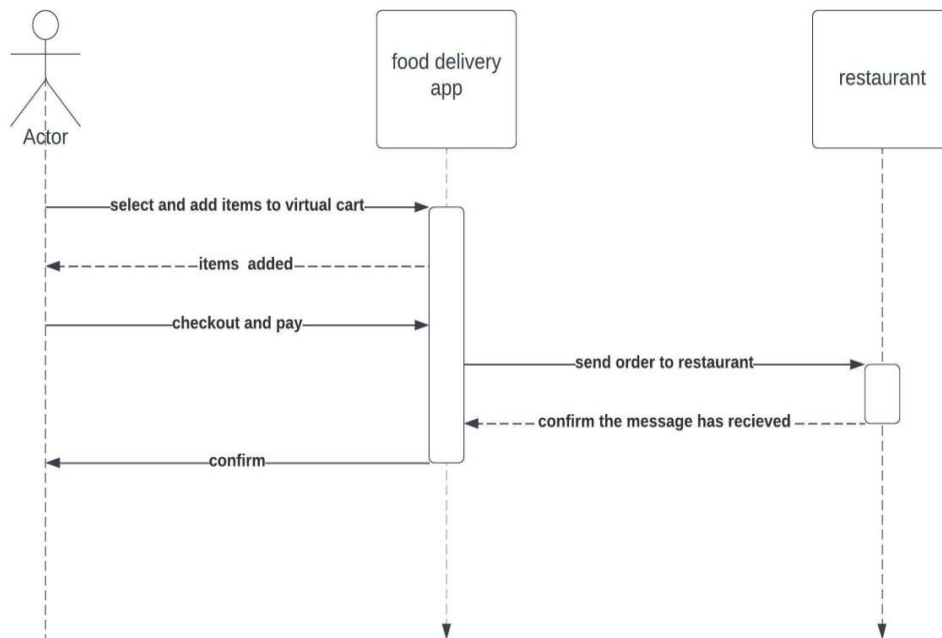 food delivery
app
restaurant
Actor
select and add items to virtual cart
items added
checkout and pay
send order to restaurant
confirm the message has recieved
confirm